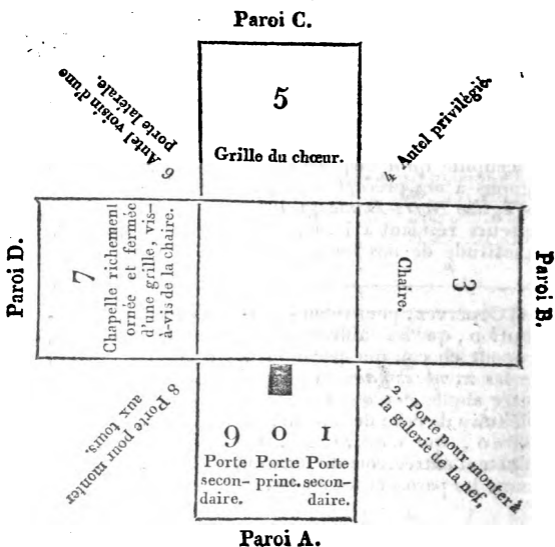 Paroi C.
6 Antel voisin d'une
porte latérale.
5
Grille du chœur.
4 Antel privilégié.
Paroi D.
7
Chapelle richement
ornée et fermée
d'une grille, vis-
à-vis de la chaire.
Chaire.
3
Paroi B.
8 Porte pour monter
aux tours.
9 0 1
Porte Porte Porte
secon- princ. secon-
daire. daire.
2 Porte pour monter à
la galerie de la nef.
Paroi A.